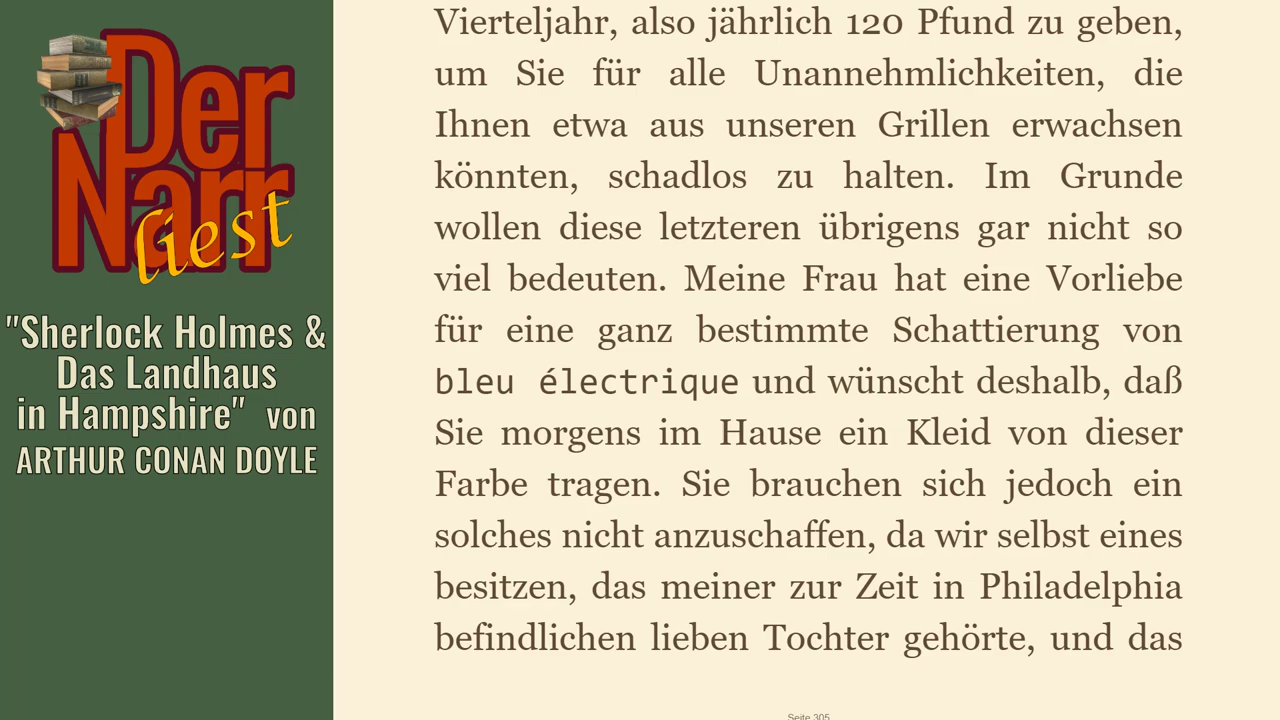 Der
Narr
liest
"Sherlock Holmes &
Das Landhaus
in Hampshire" von
ARTHUR CONAN DOYLE
Vierteljahr, also jährlich 120 Pfund zu geben,
um Sie für alle Unannehmlichkeiten, die
Ihnen etwa aus unseren Grillen erwachsen
könnten, schadlos zu halten. Im Grunde
wollen diese letzteren übrigens gar nicht so
viel bedeuten. Meine Frau hat eine Vorliebe
für eine ganz bestimmte Schattierung von
bleu électrique und wünscht deshalb, daß
Sie morgens im Hause ein Kleid von dieser
Farbe tragen. Sie brauchen sich jedoch ein
solches nicht anzuschaffen, da wir selbst eines
besitzen, das meiner zur Zeit in Philadelphia
befindlichen lieben Tochter gehörte, und das
Seite 305